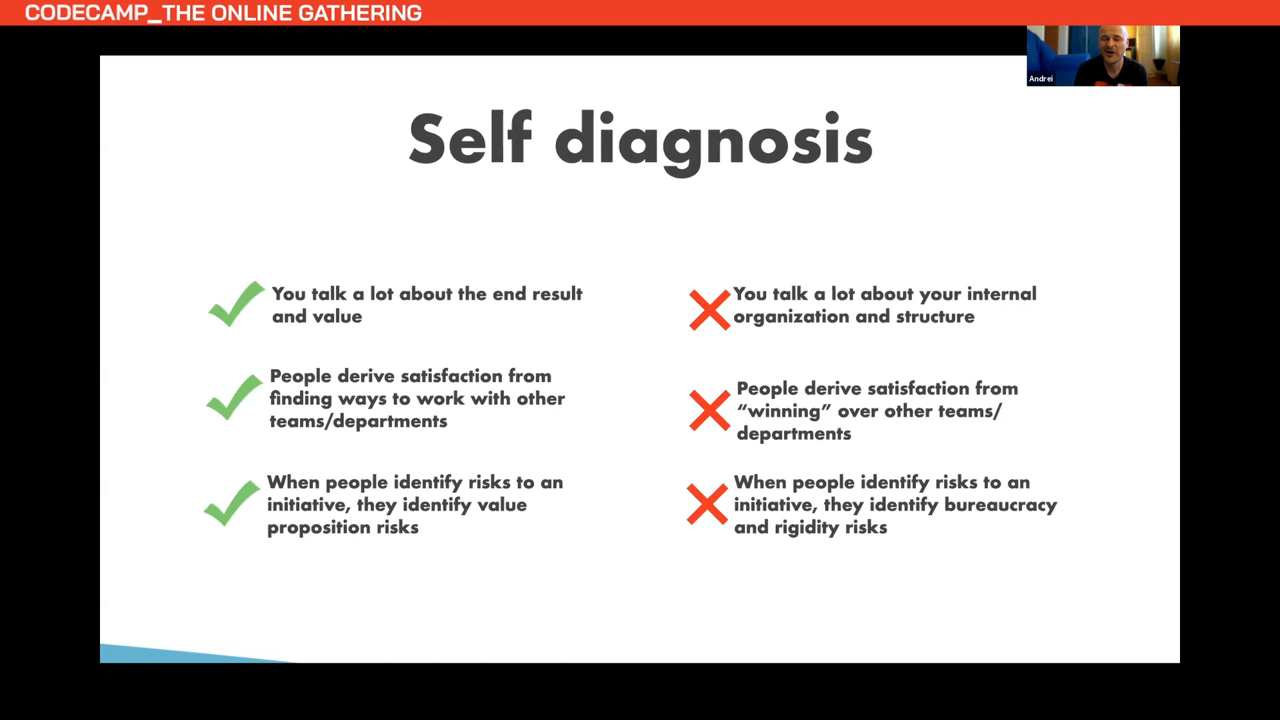 CODECAMP_THE ONLINE GATHERING
Andrei
Self diagnosis
You talk a lot about the end result
and value
People derive satisfaction from
finding ways to work with other
teams/departments
When people identify risks to an
initiative, they identify value
proposition risks
You talk a lot about your internal
organization and structure
People derive satisfaction from
“winning” over other teams/
departments
When people identify risks to an
initiative, they identify bureaucracy
and rigidity risks